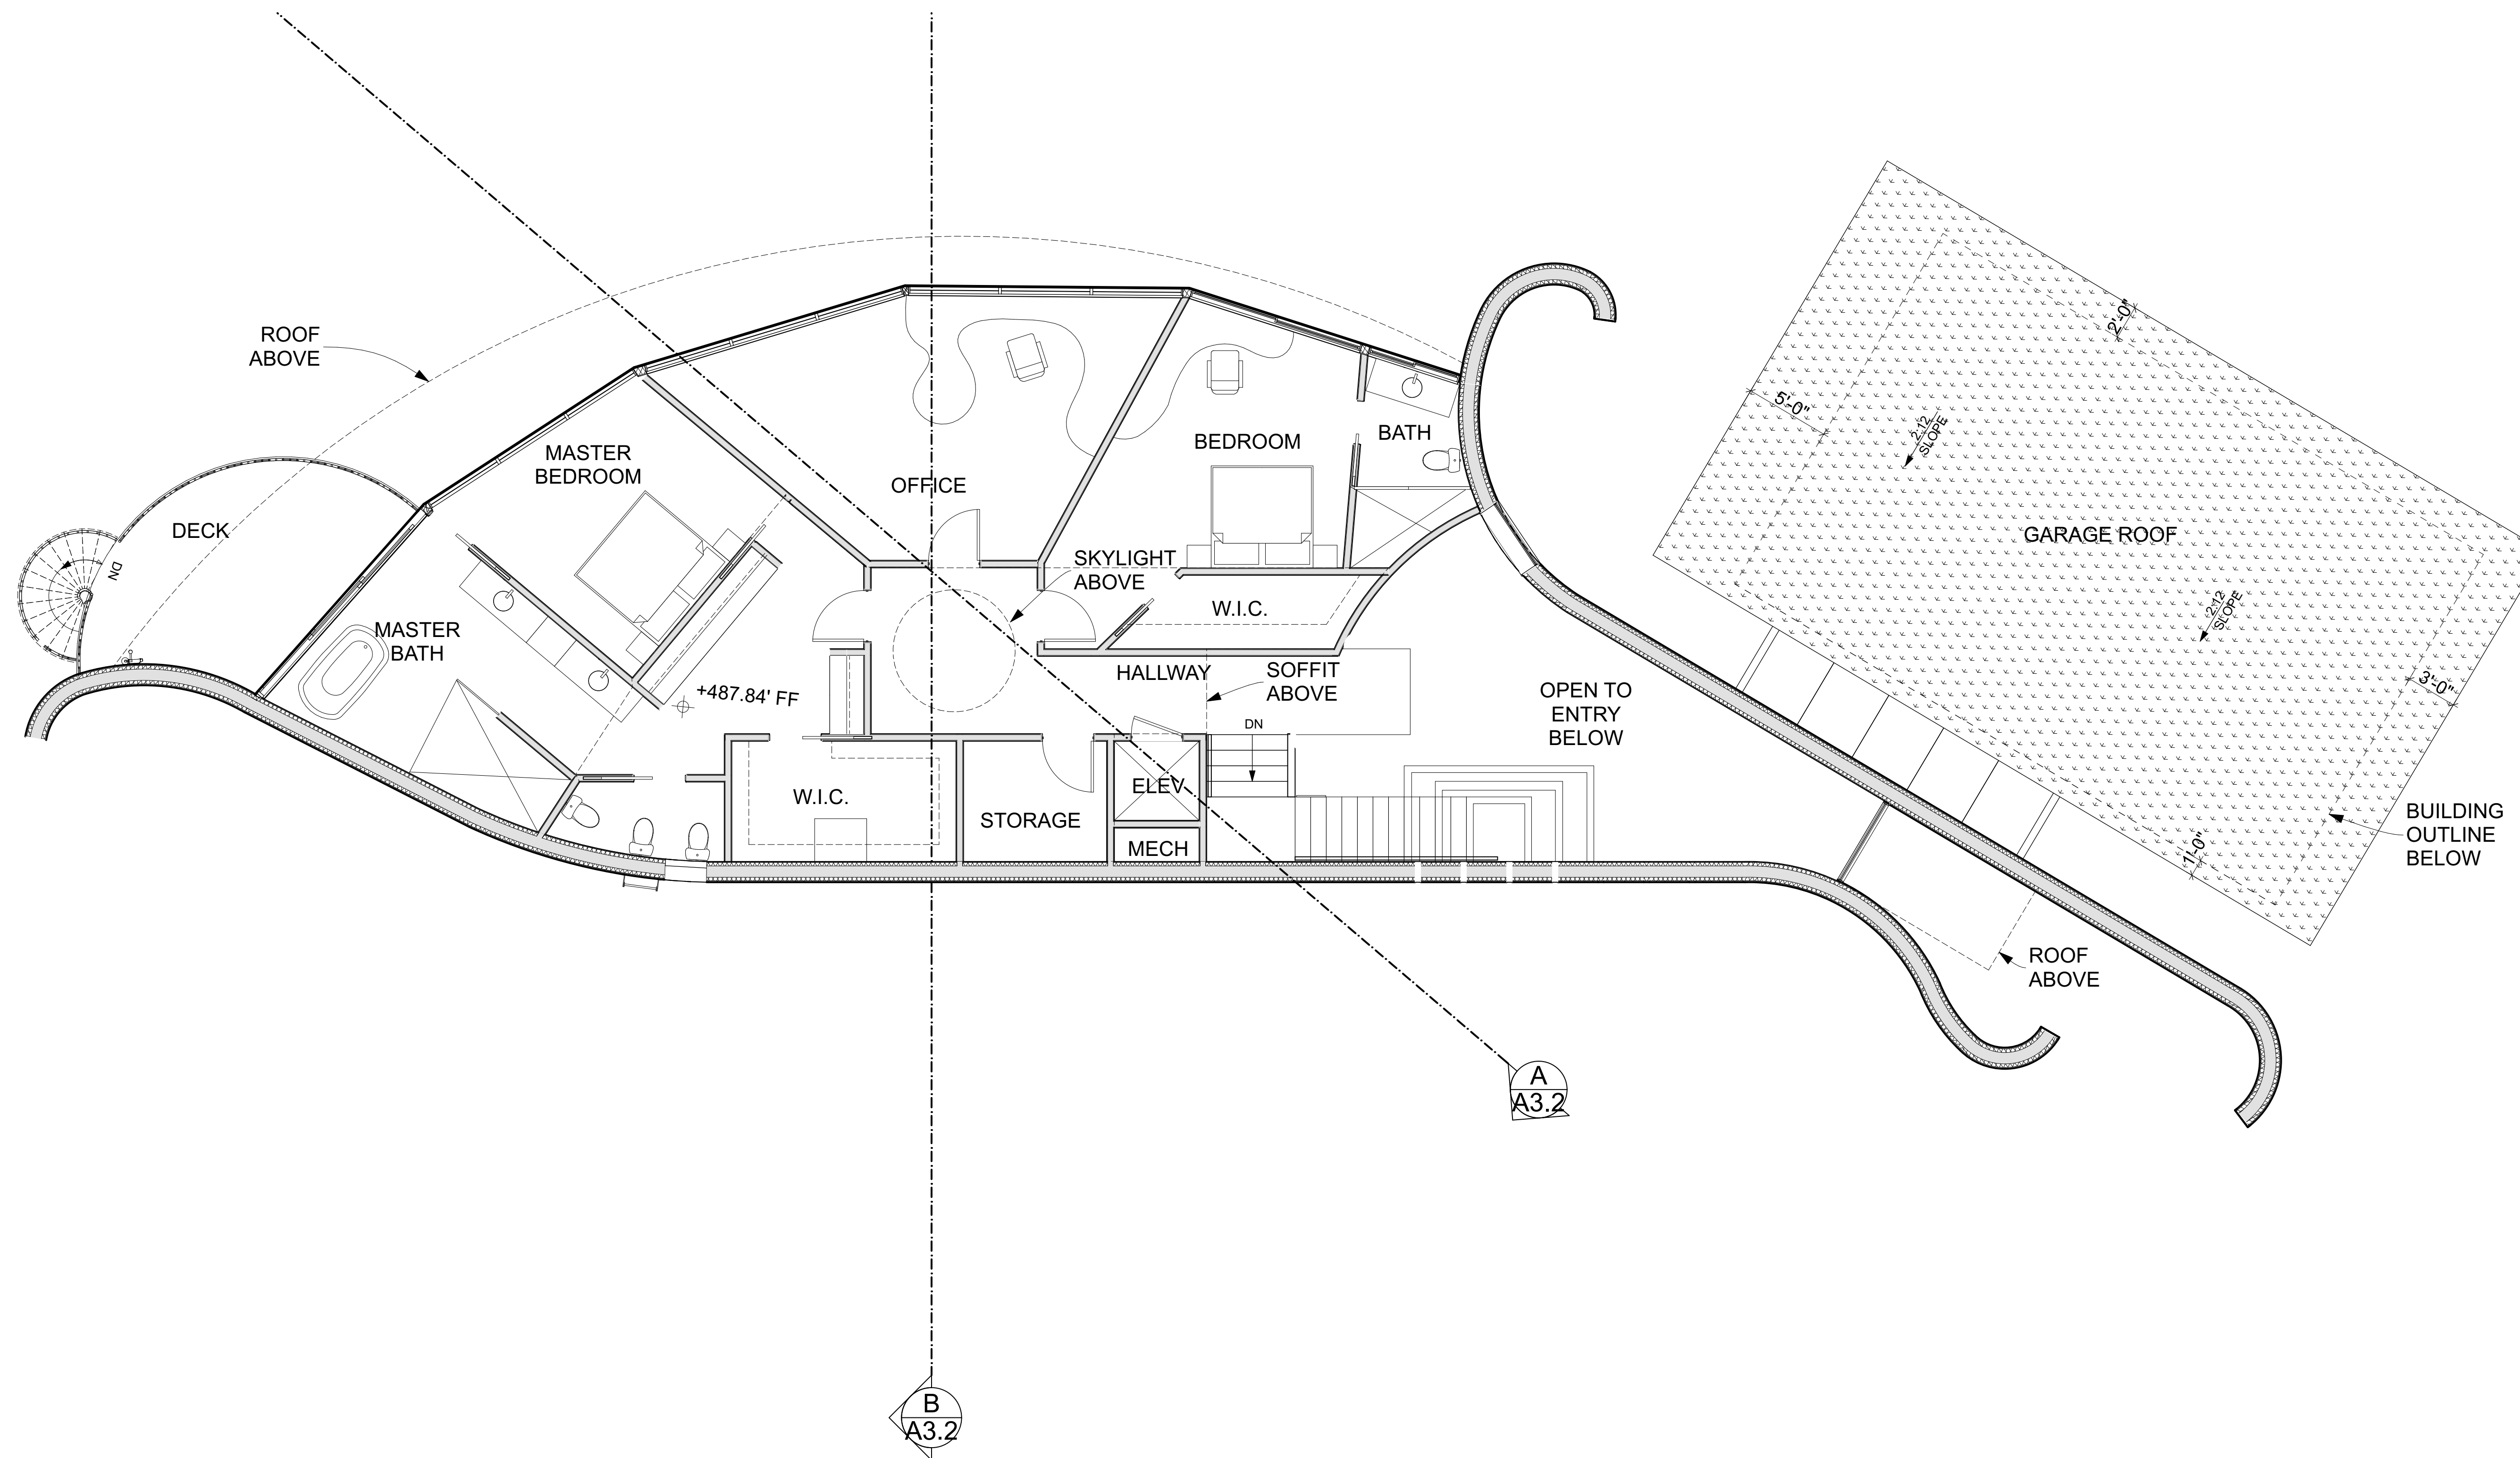 ROOF
ABOVE
2'-0"
5'-0"
2:12
SLOPE
MASTER
BEDROOM
BEDROOM
BATH
OFFICE
DECK
DN
GARAGE ROOF
SKYLIGHT
ABOVE
W.I.C.
2:12
SLOPE
MASTER
BATH
HALLWAY
SOFFIT
ABOVE
+487.84' FF
OPEN TO
ENTRY
BELOW
3'-0"
DN
ELEV
W.I.C.
STORAGE
MECH
1'-0"
BUILDING
OUTLINE
BELOW
ROOF
ABOVE
A
A3.2
B
A3.2